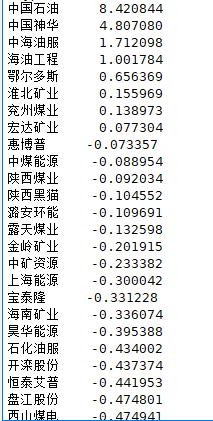 中国石油 8.420844
中国神华 4.807080
中海油服 1.712098
海油工程 1.001784
鄂尔多斯 0.656369
淮北矿业 0.155969
兖州煤业 0.138973
宏达矿业 0.077304
惠博普 -0.073357
中煤能源 -0.088954
陕西煤业 -0.092034
陕西黑猫 -0.104552
潞安环能 -0.109691
露天煤业 -0.132598
金岭矿业 -0.201915
中矿资源 -0.233382
上海能源 -0.300042
宝泰隆 -0.331228
海南矿业 -0.336074
昊华能源 -0.395388
石化油服 -0.434002
开滦股份 -0.437374
恒泰艾普 -0.441953
盘江股份 -0.474801
西山煤电 -0.474941